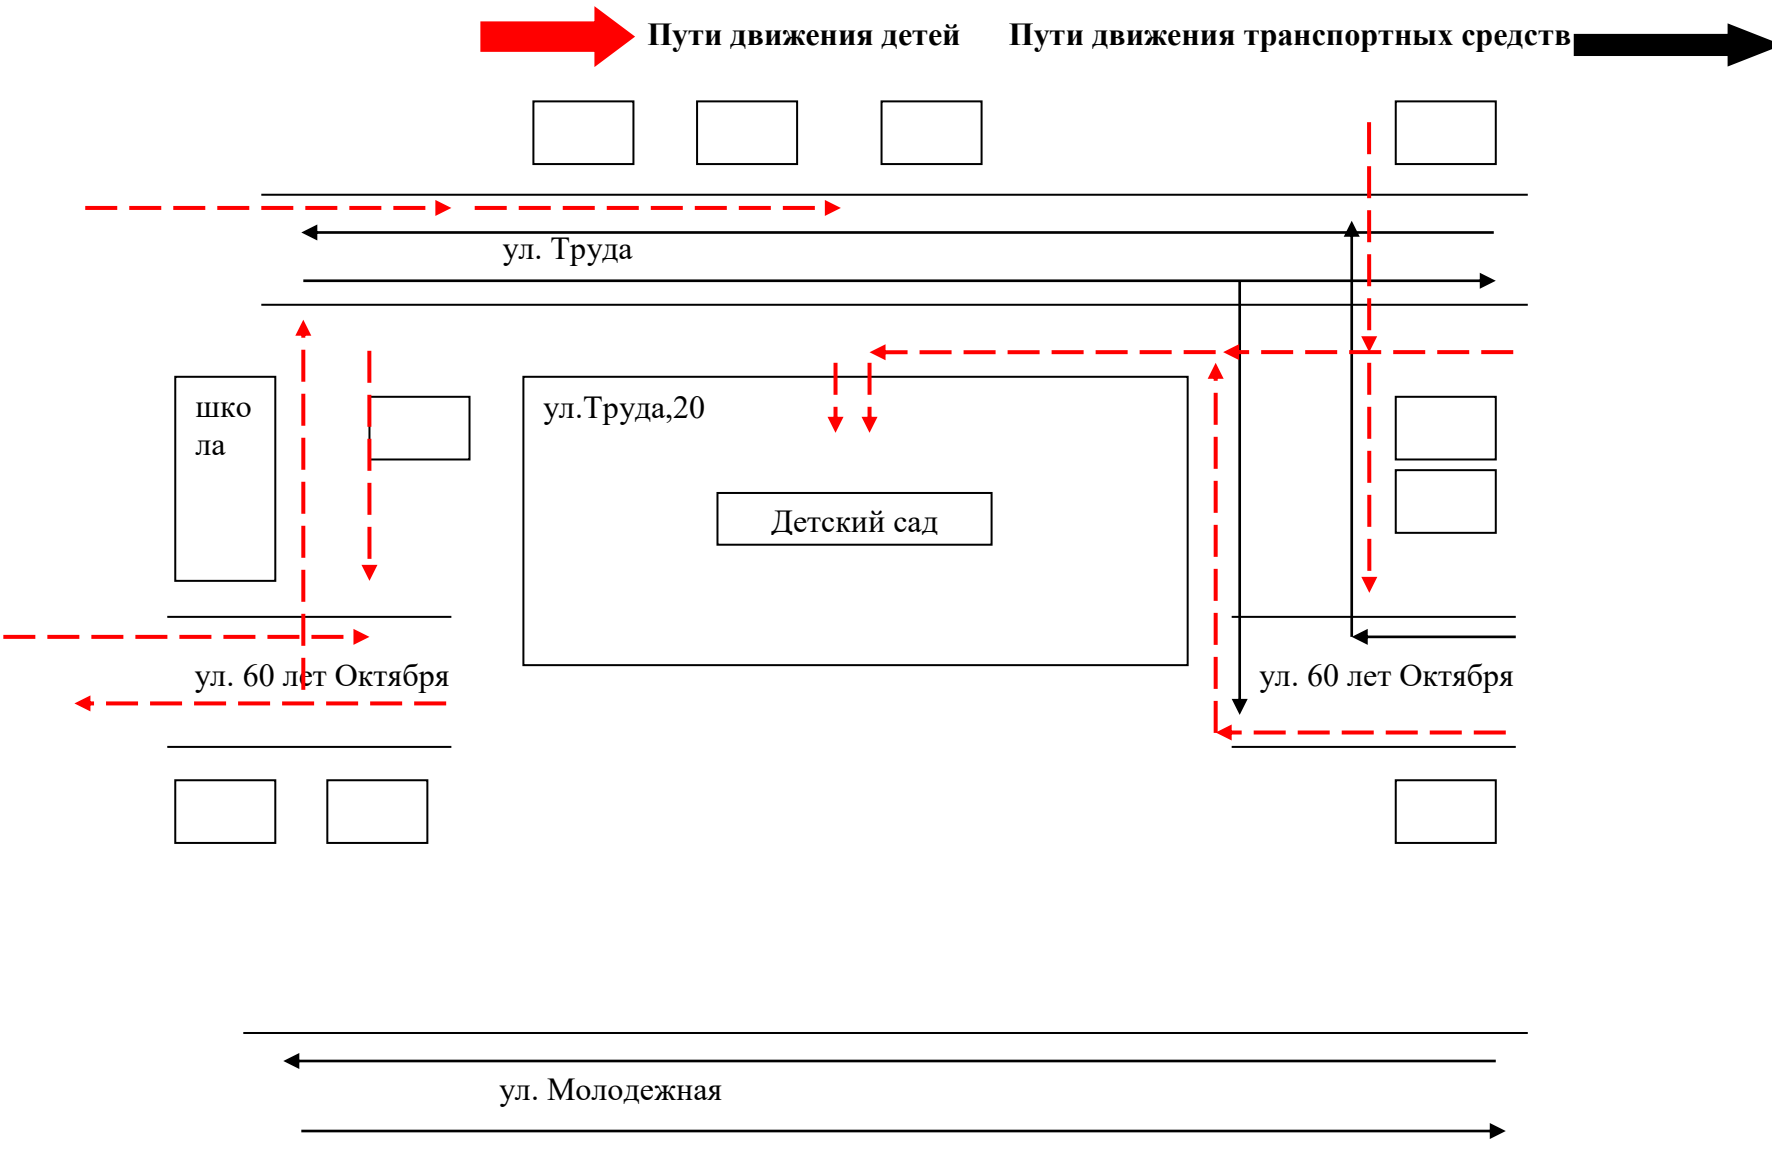 Пути движения детей
Пути движения транспортных средств
ул. Труда
шко
ла
ул.Труда,20
Детский сад
ул. 60 лет Октября
ул. 60 лет Октября
ул. Молодежная